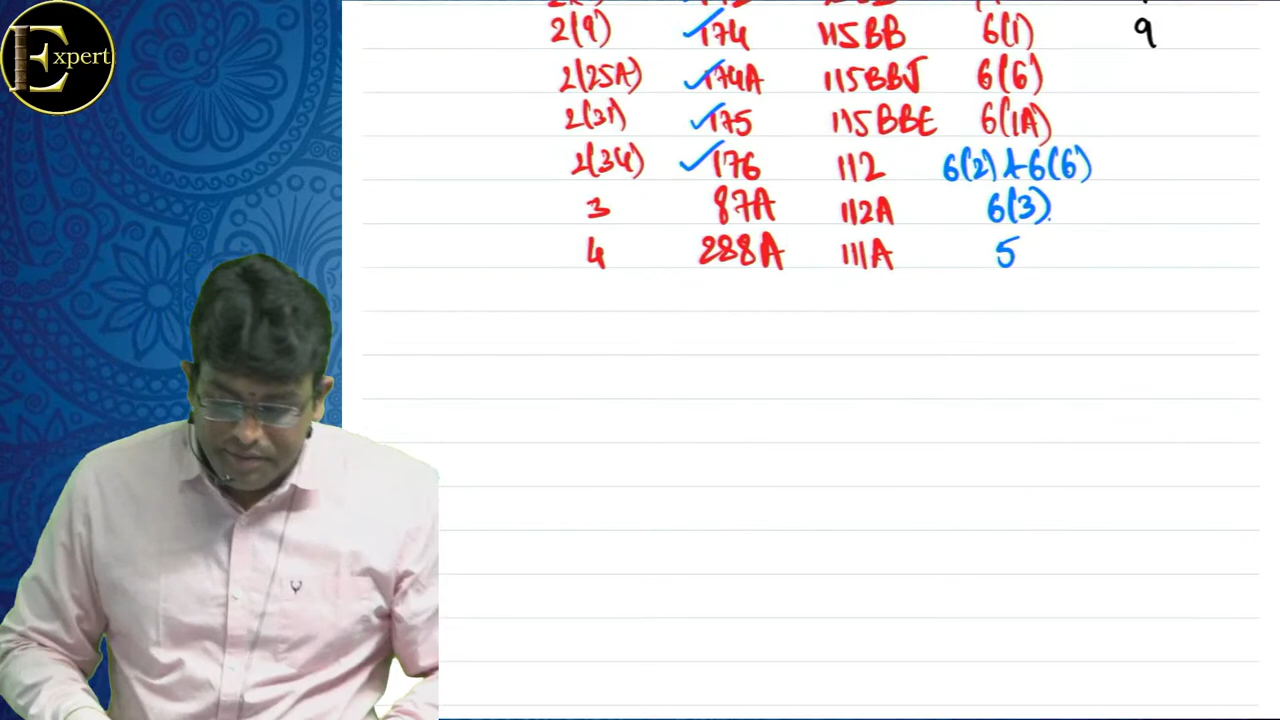 Expert
2(9) 174 115BB 6(1) 9
2(25A) 174A 115BBJ 6(6)
2(31) 175 115BBE 6(1A)
2(34) 176 112 6(2) & 6(6)
3 87A 112A 6(3)
4 288A 111A 5